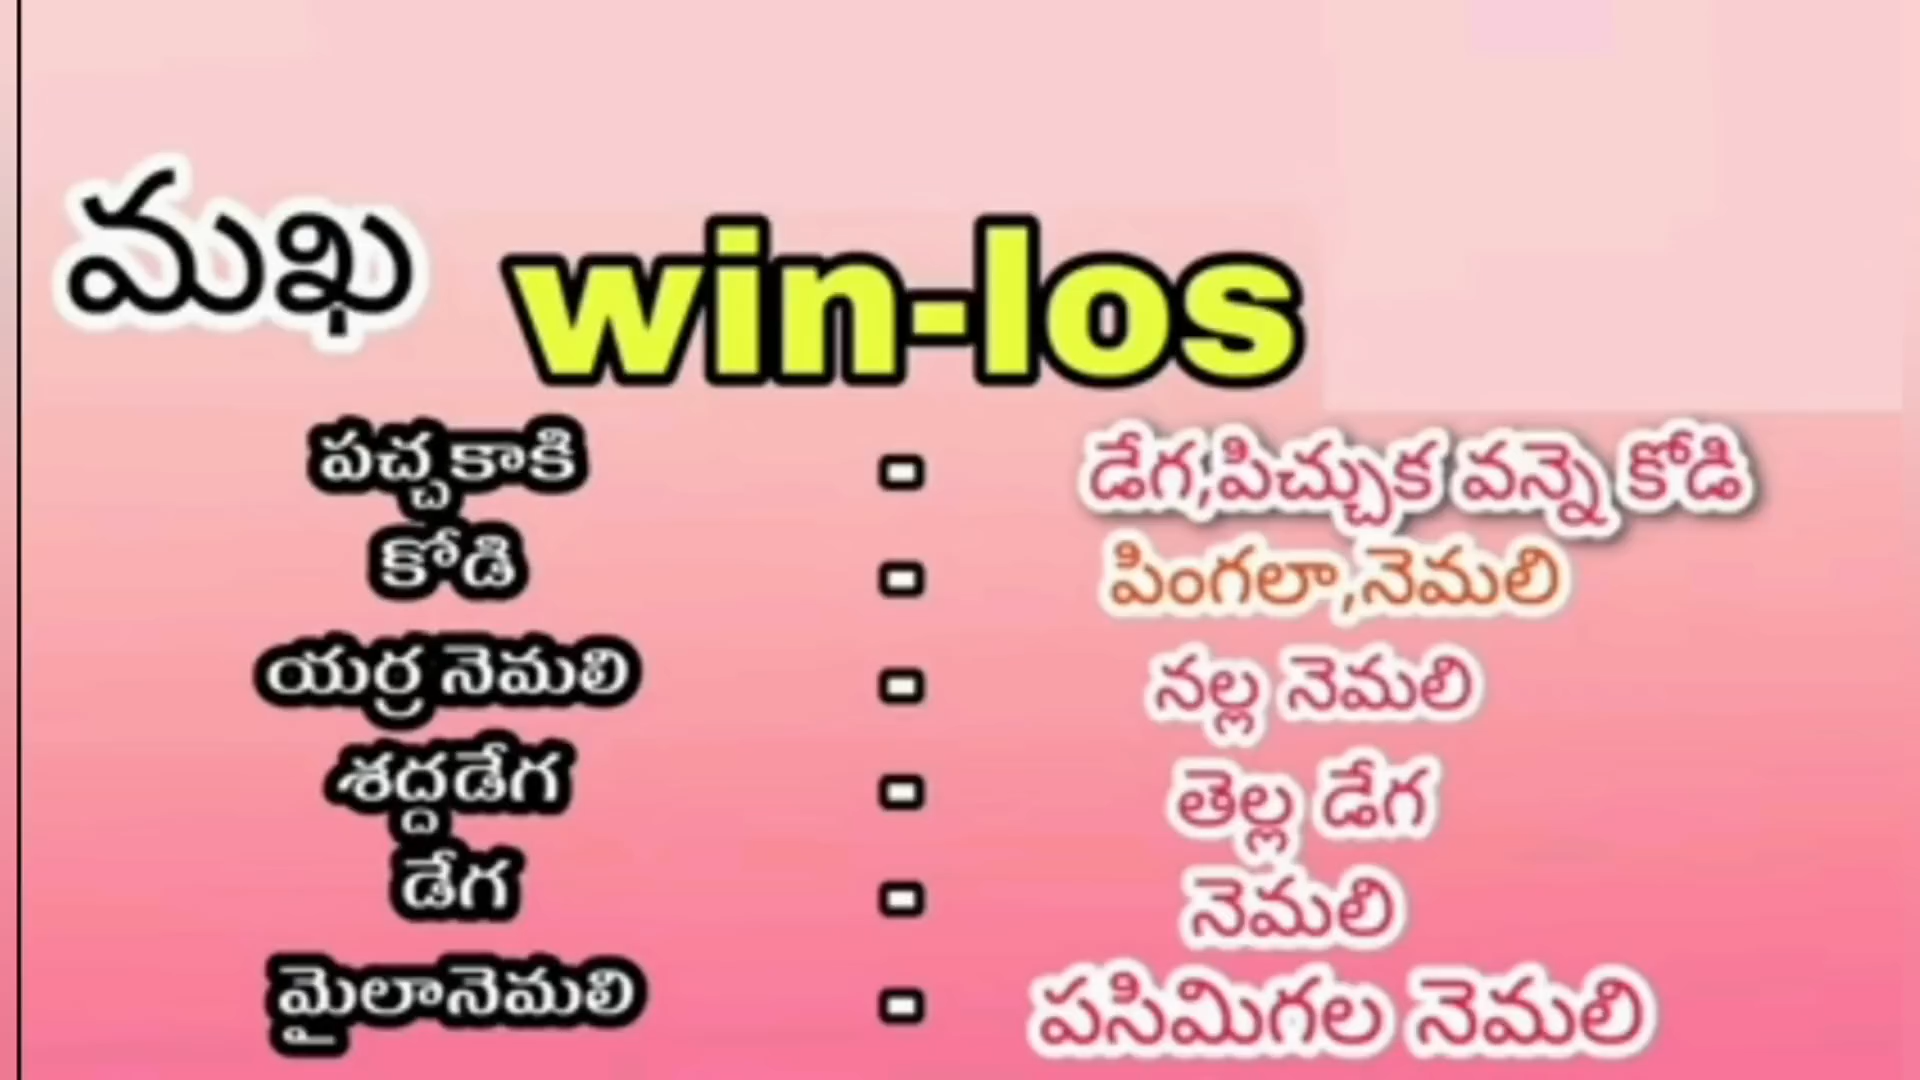 మఖ win-los
పచ్చకాకి - డేగ,పిచ్చుక వన్నె కోడి
కోడి - పింగలా,నెమలి
యర్ర నెమలి - నల్ల నెమలి
శద్దడేగ - తెల్ల డేగ
డేగ - నెమలి
మైలానెమలి - పసిమిగల నెమలి